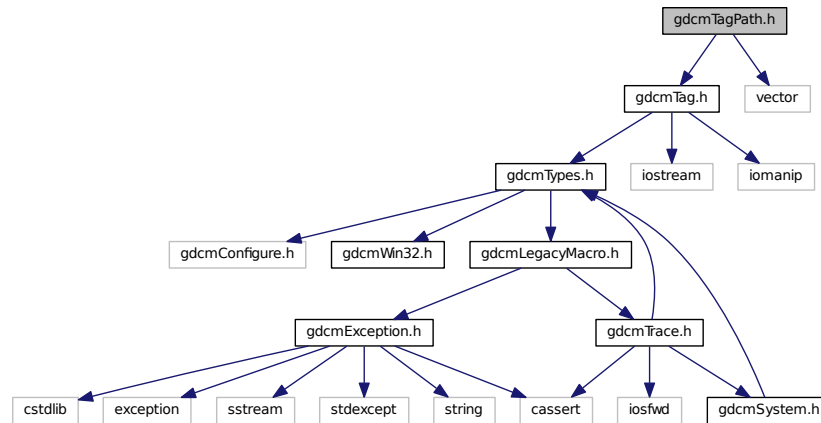 gdcmTagPath.h
gdcmTag.h
vector
gdcmTypes.h
iostream
iomanip
gdcmConfigure.h
gdcmWin32.h
gdcmLegacyMacro.h
gdcmException.h
gdcmTrace.h
cstdlib
exception
sstream
stdexcept
string
cassert
iosfwd
gdcmSystem.h